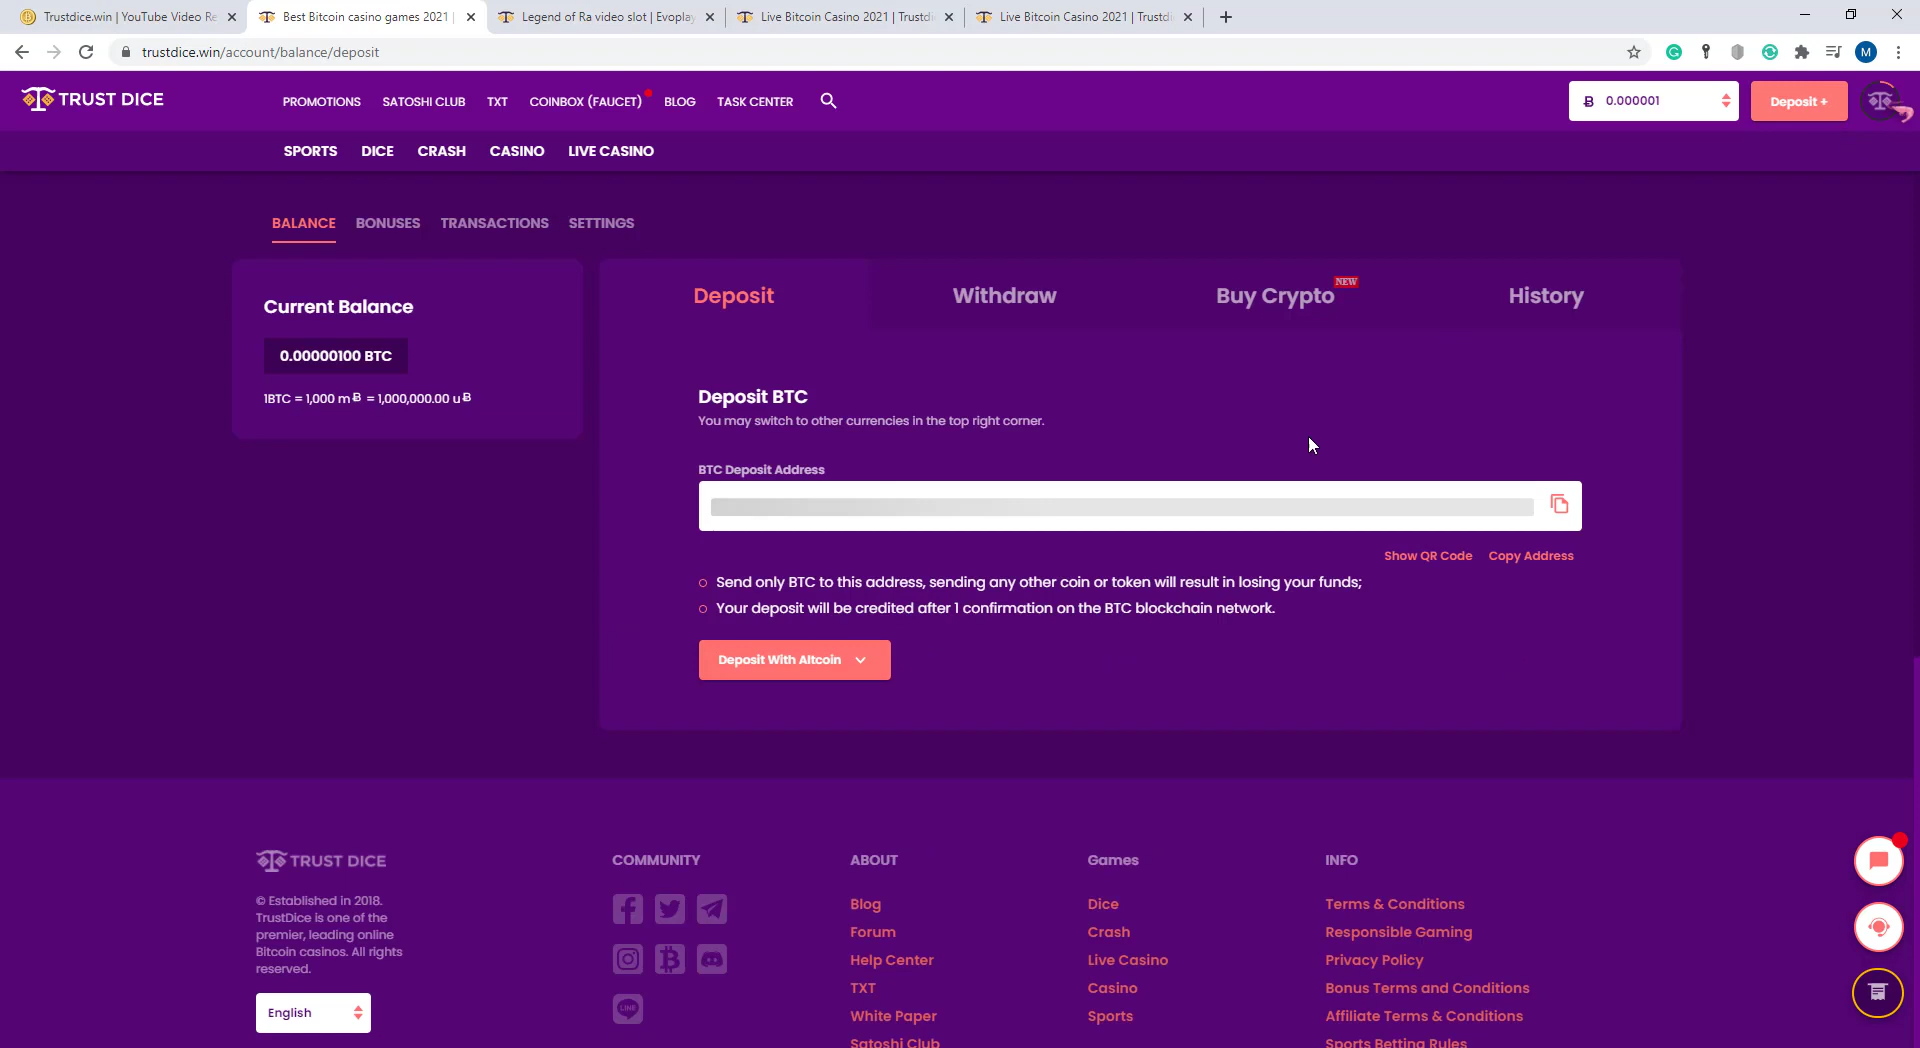 Trustdice.win | YouTube Video Re
Best Bitcoin casino games 2021 |
Legend of Ra video slot | Evoplay
Live Bitcoin Casino 2021 | Trustdi
Live Bitcoin Casino 2021 | Trustdi
trustdice.win/account/balance/deposit
M
TRUST DICE
PROMOTIONS
SATOSHI CLUB
TXT
COINBOX (FAUCET)
BLOG
TASK CENTER
0.000001
Deposit +
SPORTS
DICE
CRASH
CASINO
LIVE CASINO
BALANCE
BONUSES
TRANSACTIONS
SETTINGS
Current Balance
0.00000100 BTC
1BTC = 1,000 mɃ = 1,000,000.00 uɃ
Deposit
Withdraw
Buy Crypto
NEW
History
Deposit BTC
You may switch to other currencies in the top right corner.
BTC Deposit Address
Show QR Code
Copy Address
Send only BTC to this address, sending any other coin or token will result in losing your funds;
Your deposit will be credited after 1 confirmation on the BTC blockchain network.
Deposit With Altcoin
TRUST DICE
© Established in 2018.
TrustDice is one of the
premier, leading online
Bitcoin casinos. All rights
reserved.
English
COMMUNITY
LINE
ABOUT
Blog
Forum
Help Center
TXT
White Paper
Satoshi Club
Games
Dice
Crash
Live Casino
Casino
Sports
INFO
Terms & Conditions
Responsible Gaming
Privacy Policy
Bonus Terms and Conditions
Affiliate Terms & Conditions
Sports Betting Rules